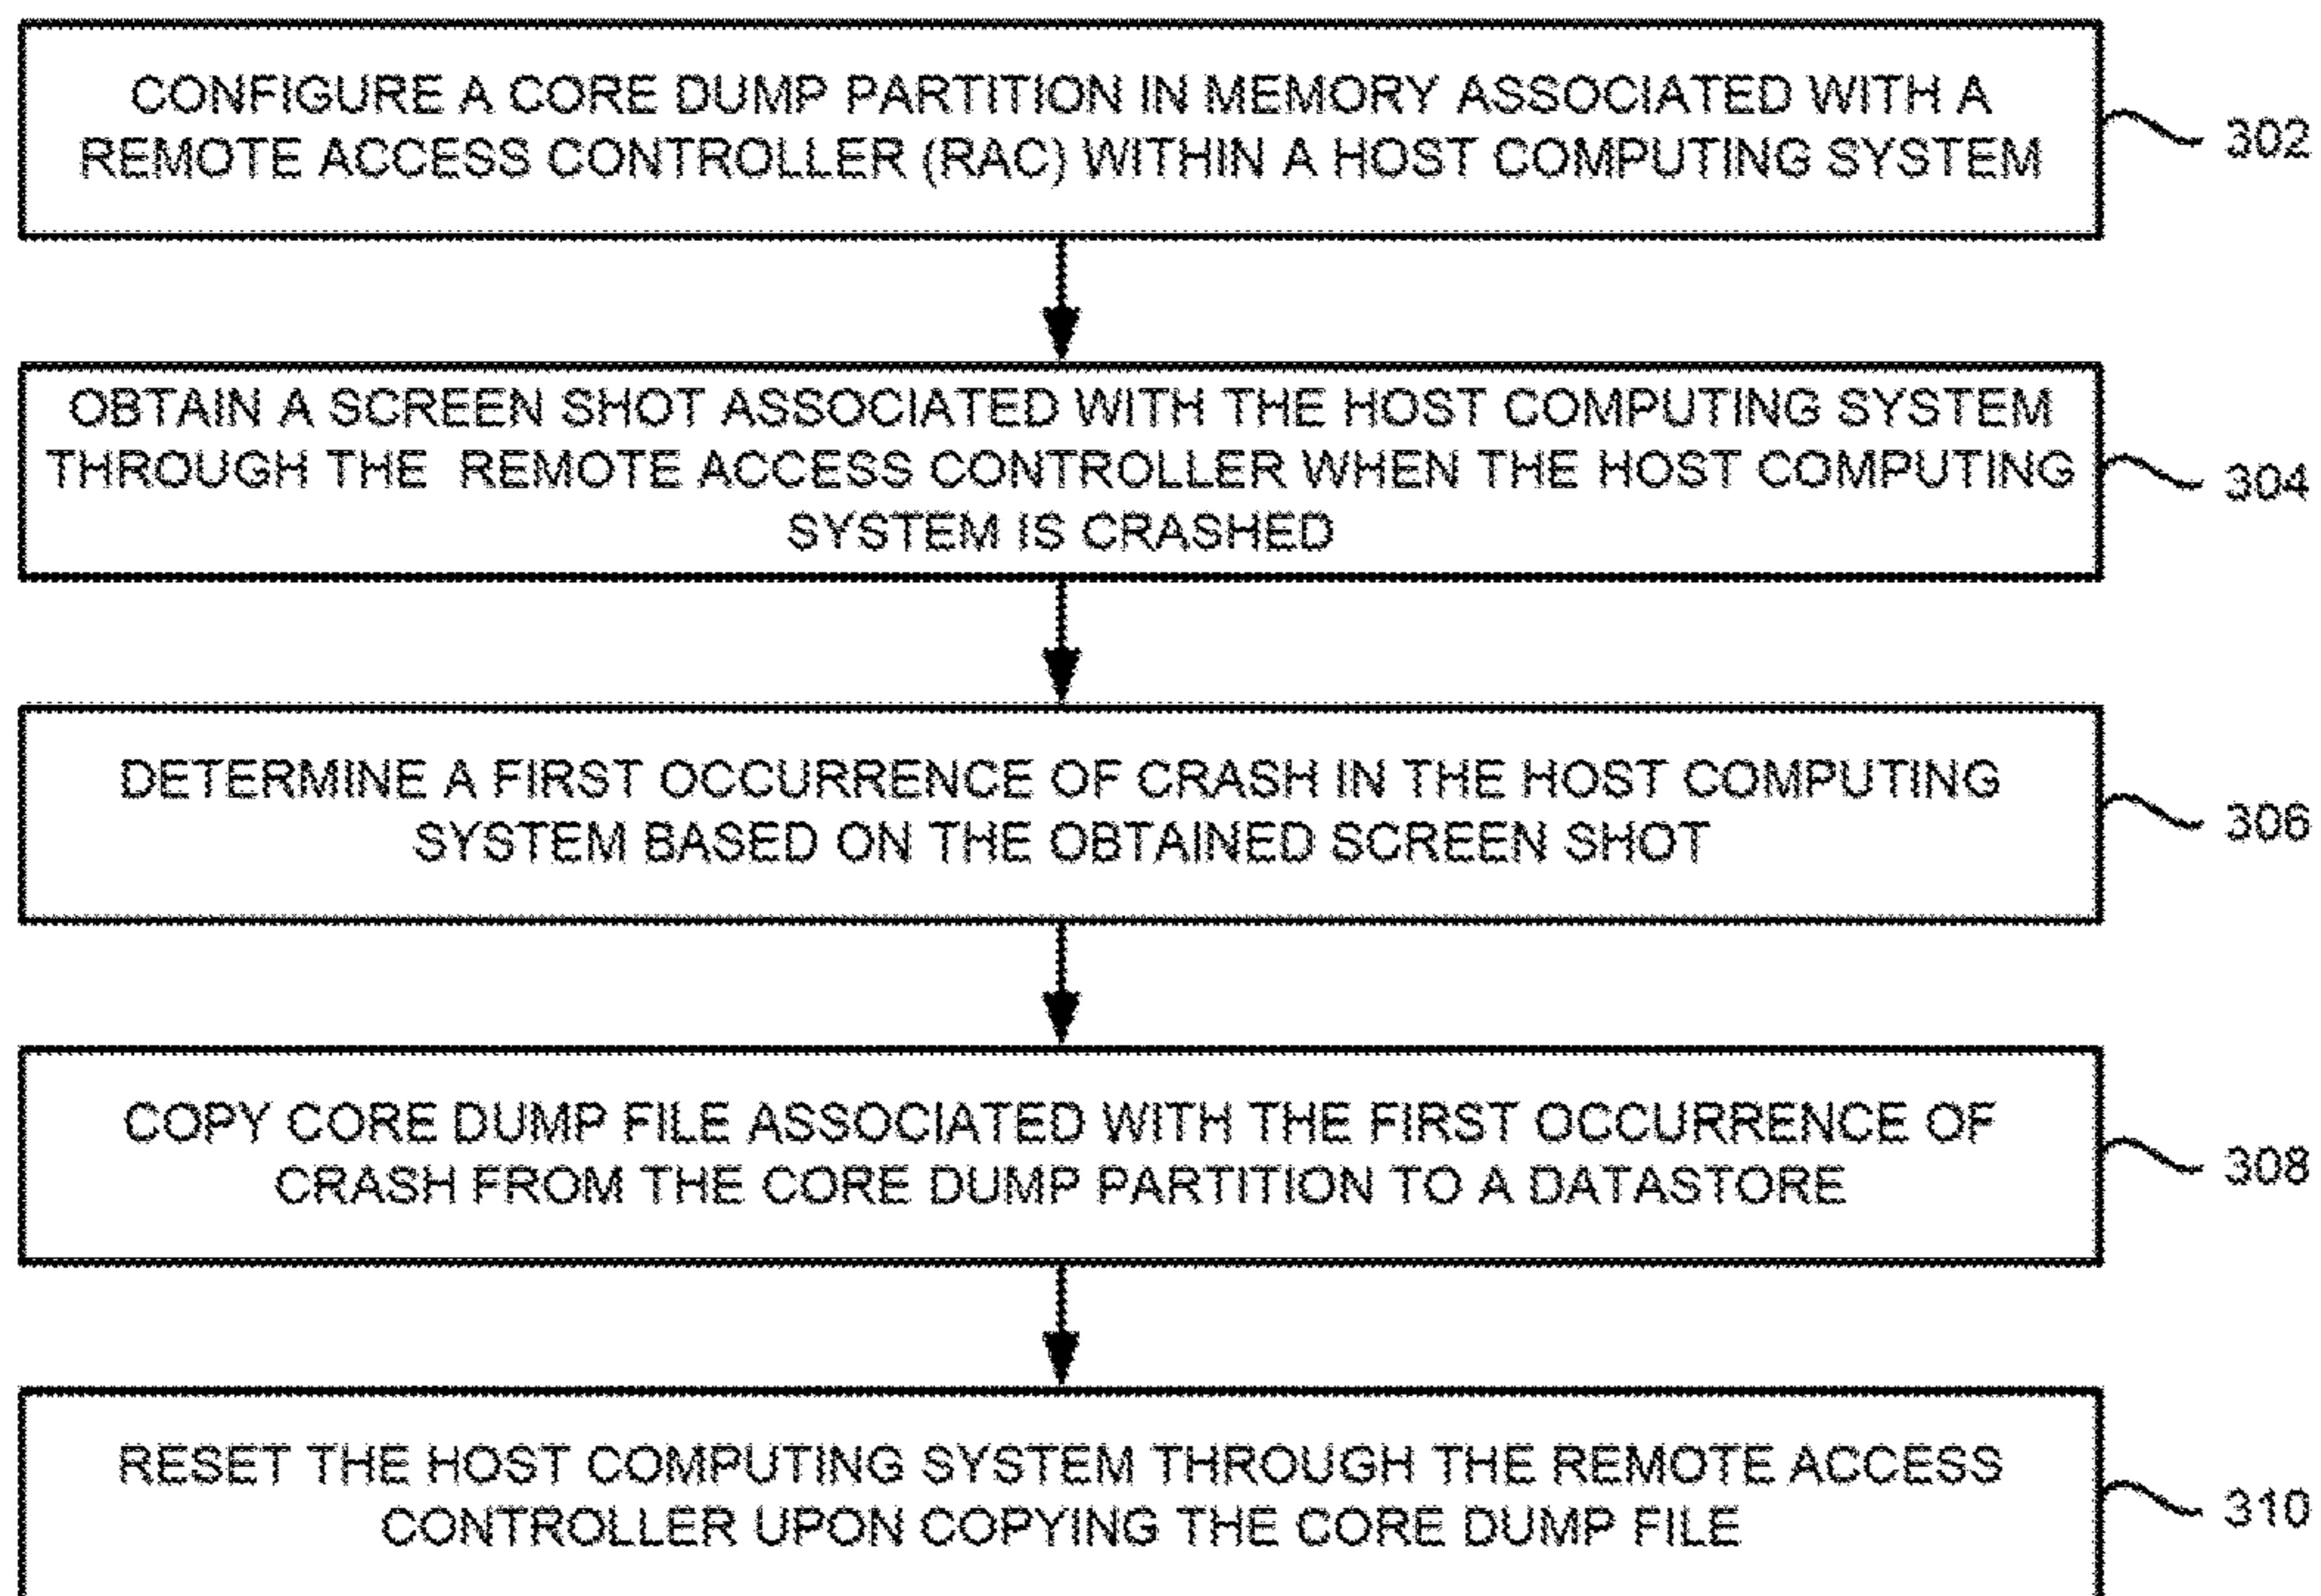 CONFIGURE A CORE DUMP PARTITION IN MEMORY ASSOCIATED WITH A
REMOTE ACCESS CONTROLLER (RAC) WITHIN A HOST COMPUTING SYSTEM
302
OBTAIN A SCREEN SHOT ASSOCIATED WITH THE HOST COMPUTING SYSTEM
THROUGH THE REMOTE ACCESS CONTROLLER WHEN THE HOST COMPUTING
SYSTEM IS CRASHED
304
DETERMINE A FIRST OCCURRENCE OF CRASH IN THE HOST COMPUTING
SYSTEM BASED ON THE OBTAINED SCREEN SHOT
306
COPY CORE DUMP FILE ASSOCIATED WITH THE FIRST OCCURRENCE OF
CRASH FROM THE CORE DUMP PARTITION TO A DATASTORE
308
RESET THE HOST COMPUTING SYSTEM THROUGH THE REMOTE ACCESS
CONTROLLER UPON COPYING THE CORE DUMP FILE
310